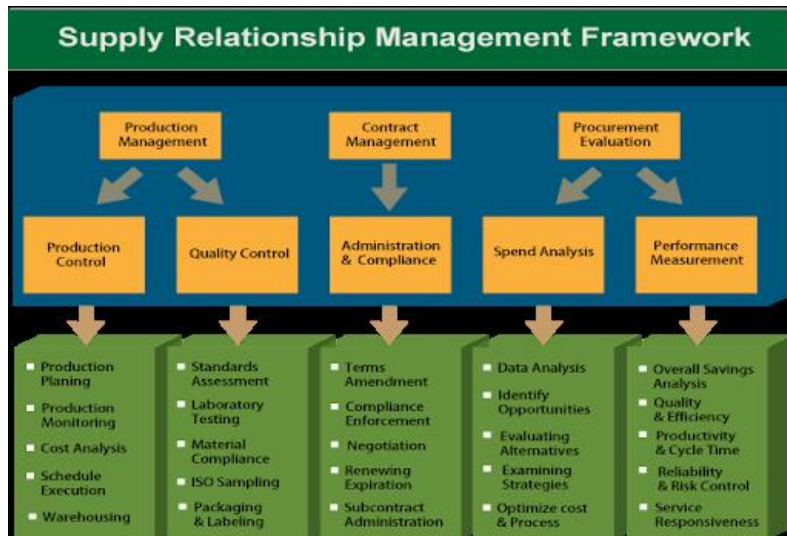 Supply Relationship Management Framework
Production
Management
Contract
Management
Procurement
Evaluation
Production
Control
Quality Control
Administration
& Compliance
Spend Analysis
Performance
Measurement
Production
Planing
Production
Monitoring
Cost Analysis
Schedule
Execution
Warehousing
Standards
Assessment
Laboratory
Testing
Material
Compliance
ISO Sampling
Packaging
& Labeling
Terms
Amendment
Compliance
Enforcement
Negotiation
Renewing
Expiration
Subcontract
Administration
Data Analysis
Identify
Opportunities
Evaluating
Alternatives
Examining
Strategies
Optimize cost
& Process
Overall Savings
Analysis
Quality
& Efficiency
Productivity
& Cycle Time
Reliability
& Risk Control
Service
Responsiveness